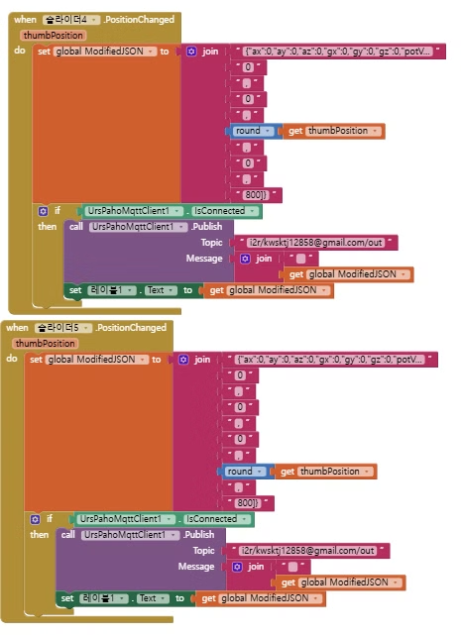 when 슬라이더4 .PositionChanged
thumbPosition
do set global ModifiedJSON to join " {"ax":0,"ay":0,"az":0,"gx":0,"gy":0,"gz":0,"potV... "
" 0 "
" , "
" 0 "
" , "
round get thumbPosition
" , "
" 0 "
" , "
" 800]} "
if UrsPahoMqttClient1 . IsConnected
then call UrsPahoMqttClient1 .Publish
Topic " i2r/kwsktj12858@gmail.com/out "
Message join " "
get global ModifiedJSON
set 레이블1 . Text to get global ModifiedJSON
when 슬라이더5 .PositionChanged
thumbPosition
do set global ModifiedJSON to join " {"ax":0,"ay":0,"az":0,"gx":0,"gy":0,"gz":0,"potV... "
" 0 "
" , "
" 0 "
" , "
" 0 "
" , "
round get thumbPosition
" , "
" 800]} "
if UrsPahoMqttClient1 . IsConnected
then call UrsPahoMqttClient1 .Publish
Topic " i2r/kwsktj12858@gmail.com/out "
Message join " "
get global ModifiedJSON
set 레이블1 . Text to get global ModifiedJSON